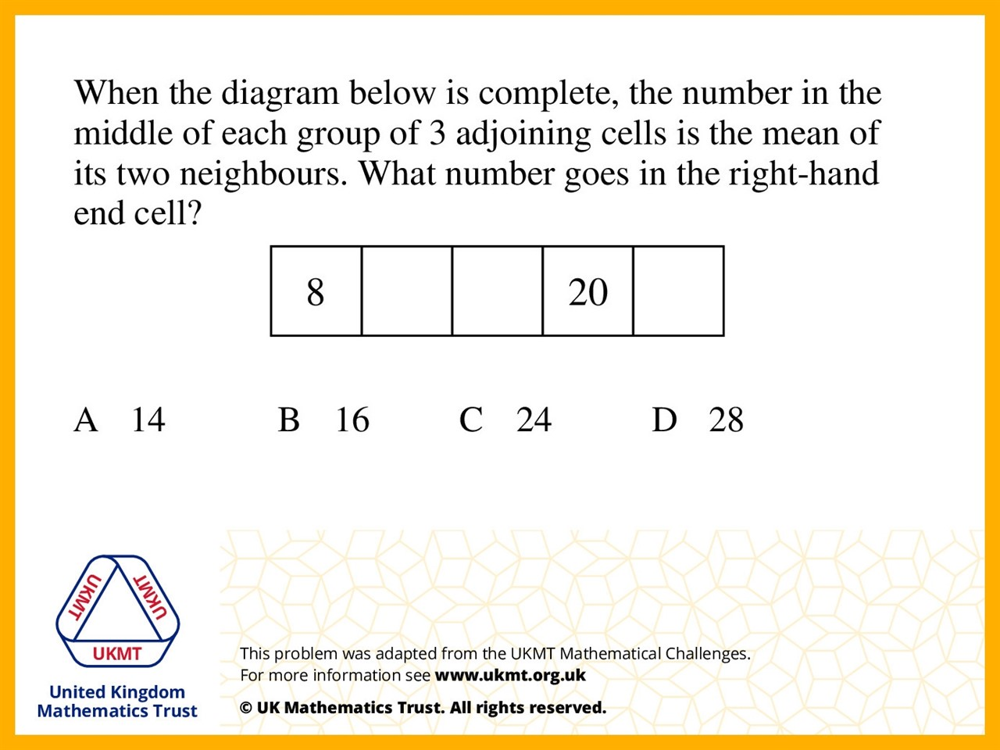 When the diagram below is complete, the number in the
middle of each group of 3 adjoining cells is the mean of
its two neighbours. What number goes in the right-hand
end cell?
8 20
A 14 B 16 C 24 D 28
UKMT UKMT
UKMT
United Kingdom
Mathematics Trust
This problem was adapted from the UKMT Mathematical Challenges.
For more information see www.ukmt.org.uk
© UK Mathematics Trust. All rights reserved.